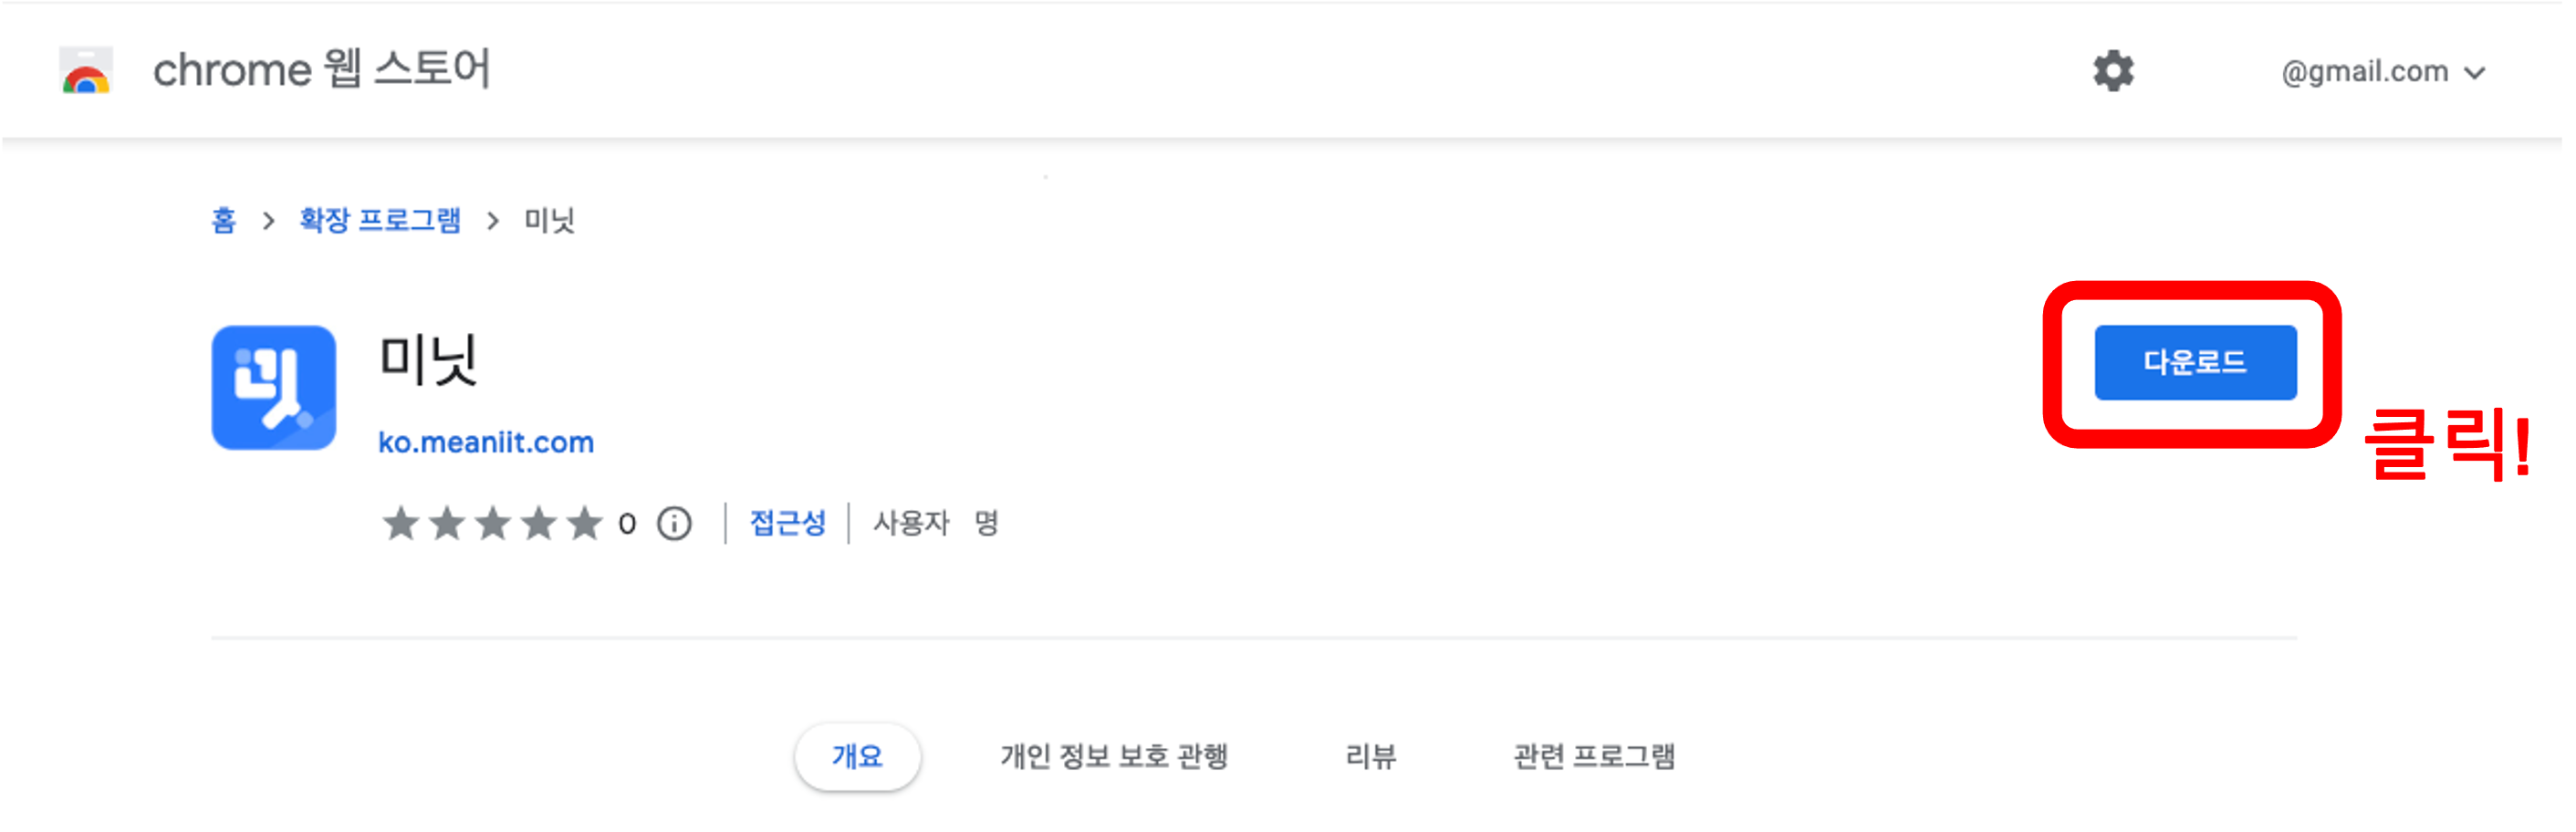 chrome 웹 스토어
@gmail.com
홈 > 확장 프로그램 > 미닛
미닛
다운로드
클릭!
ko.meaniit.com
0 | 접근성 | 사용자 명
개요 개인 정보 보호 관행 리뷰 관련 프로그램